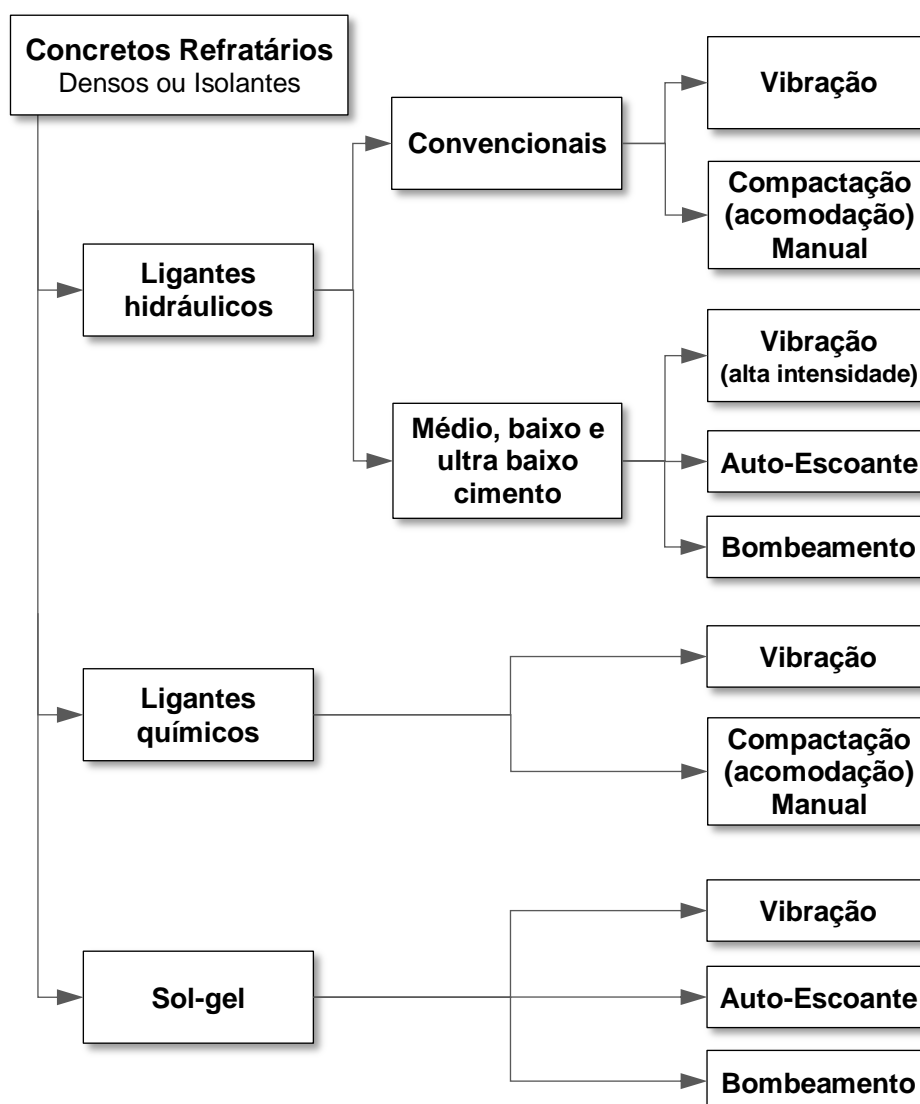 Concretos Refratários
Densos ou Isolantes
Ligantes
hidráulicos
Convencionais
Vibração
Compactação
(acomodação)
Manual
Médio, baixo e
ultra baixo
cimento
Vibração
(alta intensidade)
Auto-Escoante
Bombeamento
Ligantes
químicos
Vibração
Compactação
(acomodação)
Manual
Sol-gel
Vibração
Auto-Escoante
Bombeamento